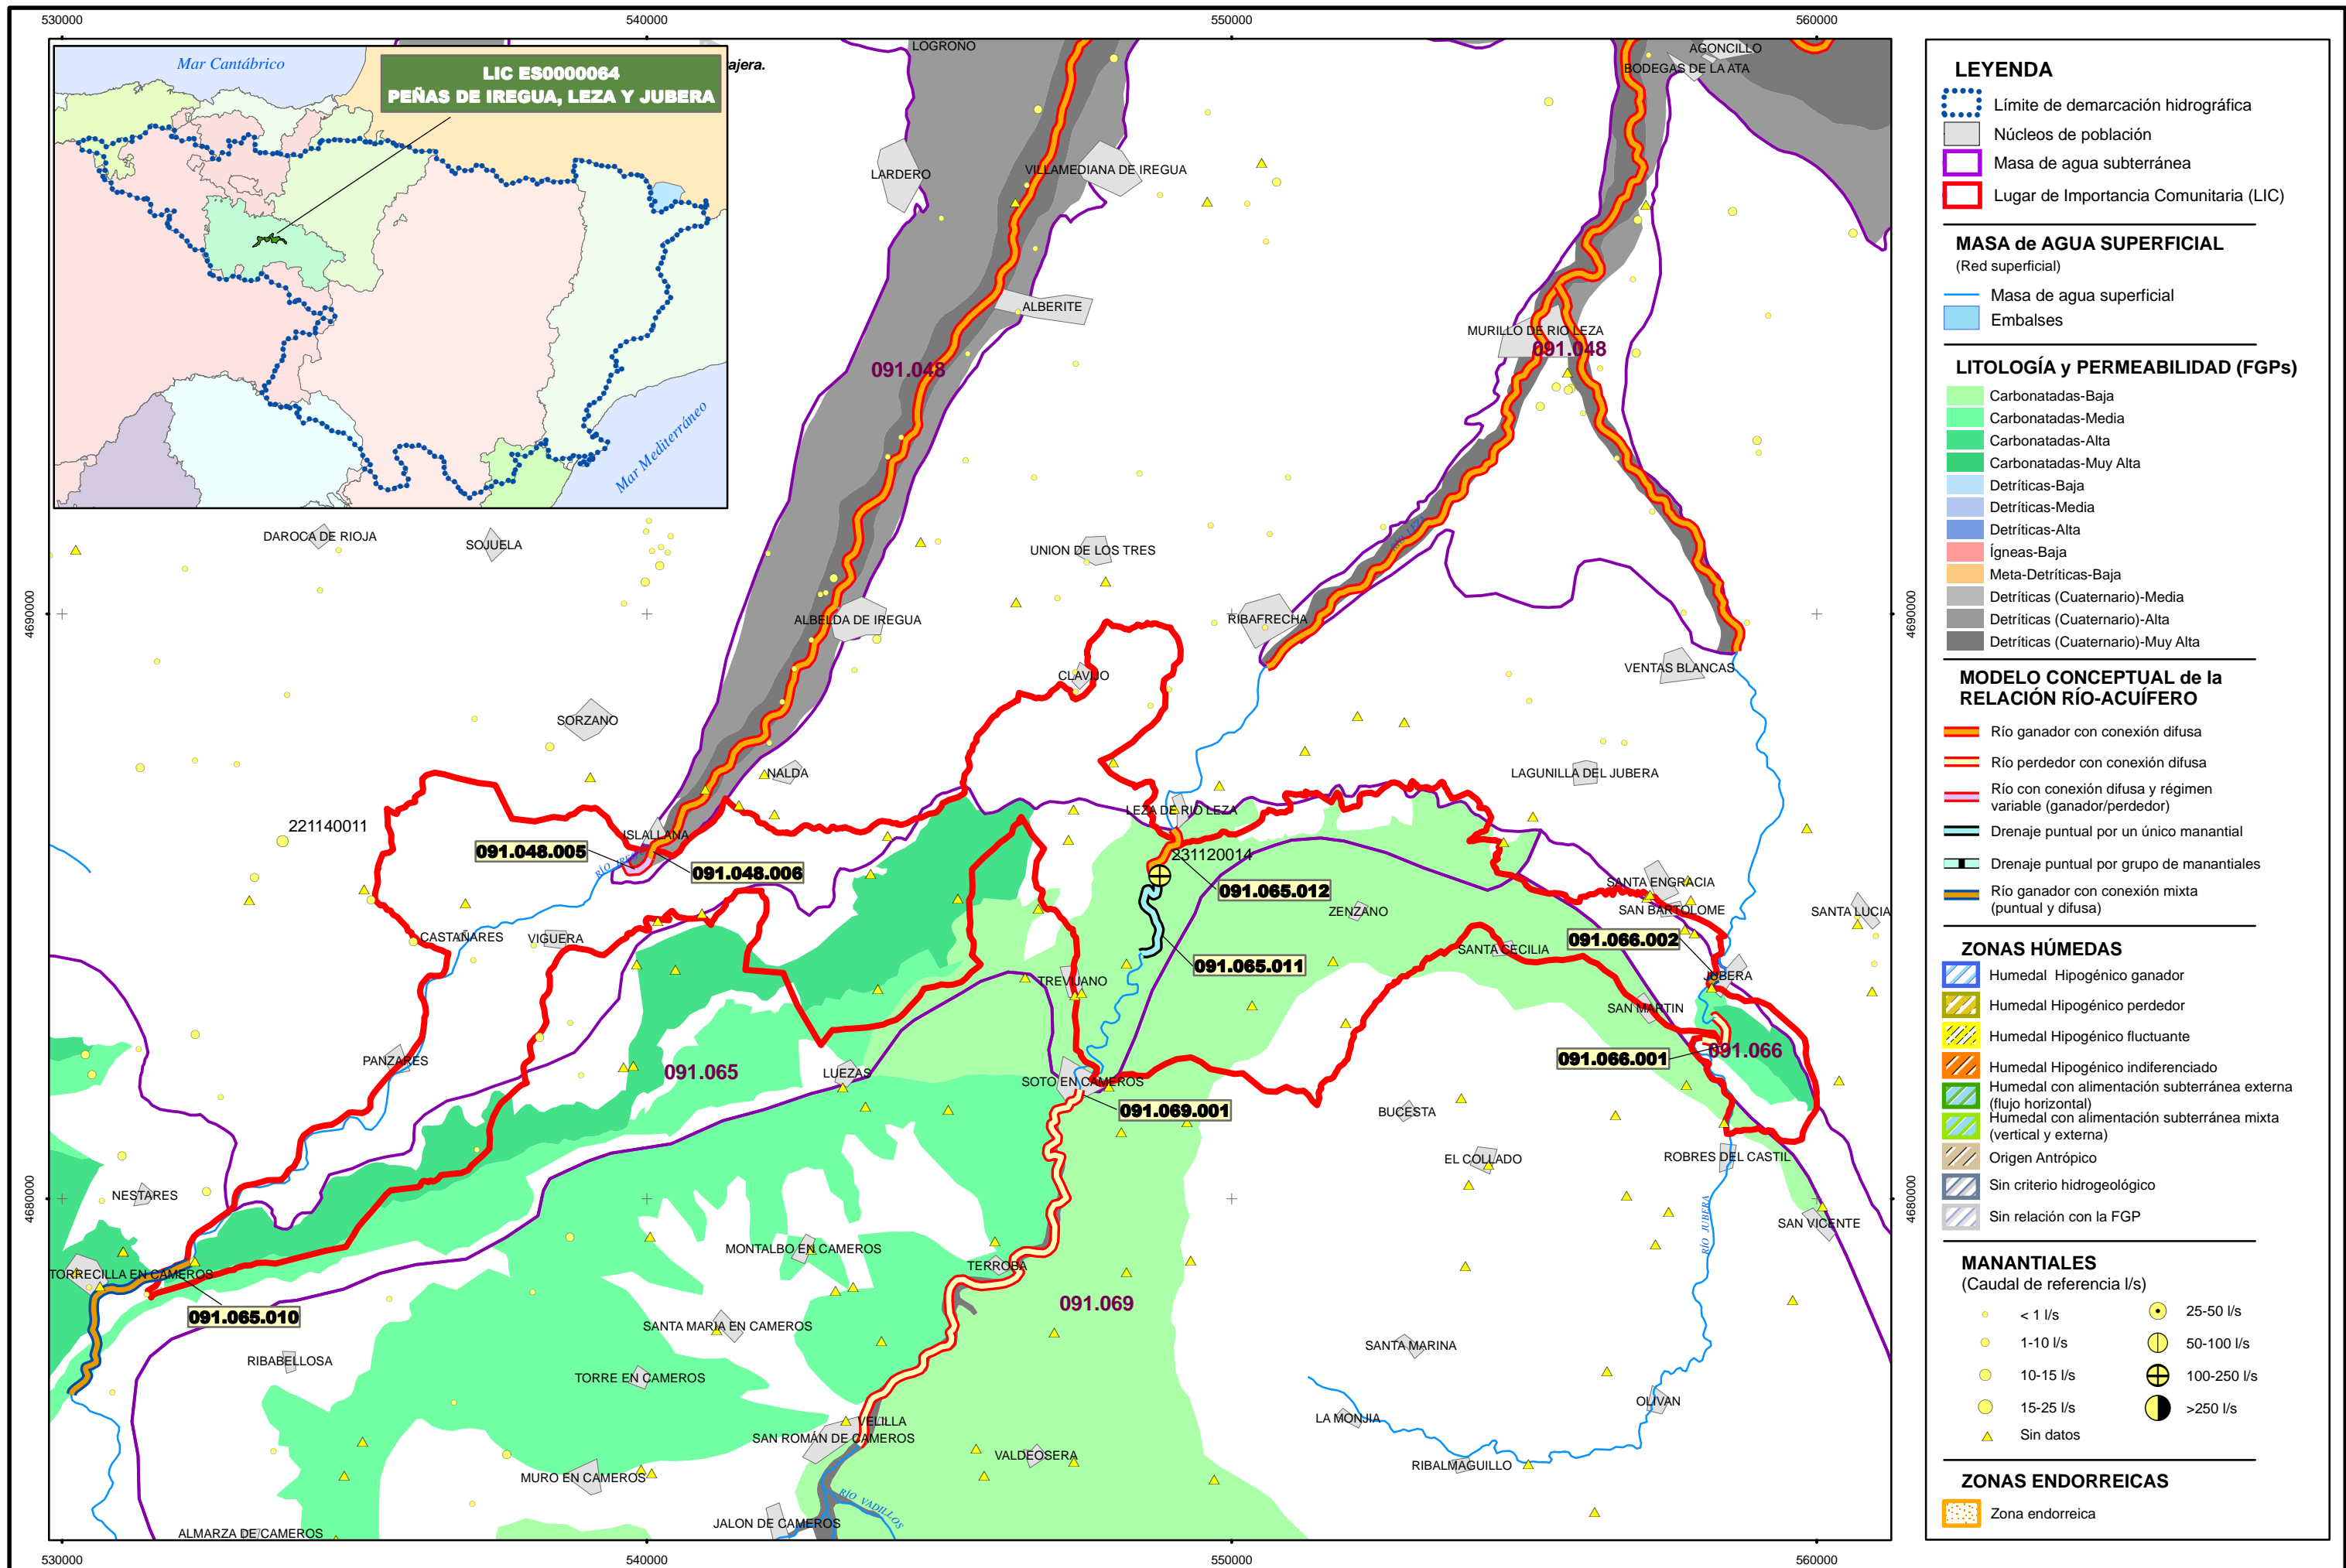 530000
540000
550000
560000
Mar Cantábrico
LIC ES0000064
PEÑAS DE IREGUA, LEZA Y JUBERA
Mar Mediterráneo
ajera.
LOGROÑO
AGONCILLO
BODEGAS DE LA ATA
LARDERO
VILLAMEDIANA DE IREGUA
ALBERITE
MURILLO DE RIO LEZA
091.048
091.048
DAROCA DE RIOJA
SOJUELA
UNION DE LOS TRES
RÍO LEZA
4690000
4690000
ALBELDA DE IREGUA
RIBAFRECHA
CLAVIJO
VENTAS BLANCAS
SORZANO
NALDA
LAGUNILLA DEL JUBERA
LEZA DE RIO LEZA
221140011
ISLALLANA
091.048.005
RÍO IREGUA
091.048.006
231120014
091.065.012
SANTA ENGRACIA
SAN BARTOLOME
SANTA LUCIA
ZENZANO
CASTAÑARES
VIGUERA
091.066.002
SANTA CECILIA
091.065.011
TREVIJANO
JUBERA
SAN MARTIN
PANZARES
091.065
LUEZAS
091.066.001
091.066
SOTO EN CAMEROS
091.069.001
BUCESTA
EL COLLADO
ROBRES DEL CASTIL
4680000
4680000
NESTARES
SAN VICENTE
RÍO JUBERA
MONTALBO EN CAMEROS
TERROBA
TORRECILLA EN CAMEROS
091.065.010
091.069
SANTA MARIA EN CAMEROS
SANTA MARINA
RIBABELLOSA
TORRE EN CAMEROS
OLIVAN
LA MONJIA
VELILLA
SAN ROMÁN DE CAMEROS
VALDEOSERA
RIBALMAGUILLO
MURO EN CAMEROS
RÍO VADILLOS
JALON DE CAMEROS
ALMARZA DE CAMEROS
530000
540000
550000
560000
LEYENDA
Límite de demarcación hidrográfica
Núcleos de población
Masa de agua subterránea
Lugar de Importancia Comunitaria (LIC)
MASA de AGUA SUPERFICIAL
(Red superficial)
Masa de agua superficial
Embalses
LITOLOGÍA y PERMEABILIDAD (FGPs)
Carbonatadas-Baja
Carbonatadas-Media
Carbonatadas-Alta
Carbonatadas-Muy Alta
Detríticas-Baja
Detríticas-Media
Detríticas-Alta
Ígneas-Baja
Meta-Detríticas-Baja
Detríticas (Cuaternario)-Media
Detríticas (Cuaternario)-Alta
Detríticas (Cuaternario)-Muy Alta
MODELO CONCEPTUAL de la
RELACIÓN RÍO-ACUÍFERO
Río ganador con conexión difusa
Río perdedor con conexión difusa
Río con conexión difusa y régimen
variable (ganador/perdedor)
Drenaje puntual por un único manantial
Drenaje puntual por grupo de manantiales
Río ganador con conexión mixta
(puntual y difusa)
ZONAS HÚMEDAS
Humedal Hipogénico ganador
Humedal Hipogénico perdedor
Humedal Hipogénico fluctuante
Humedal Hipogénico indiferenciado
Humedal con alimentación subterránea externa
(flujo horizontal)
Humedal con alimentación subterránea mixta
(vertical y externa)
Origen Antrópico
Sin criterio hidrogeológico
Sin relación con la FGP
MANANTIALES
(Caudal de referencia l/s)
< 1 l/s
25-50 l/s
1-10 l/s
50-100 l/s
10-15 l/s
100-250 l/s
15-25 l/s
>250 l/s
Sin datos
ZONAS ENDORREICAS
Zona endorreica